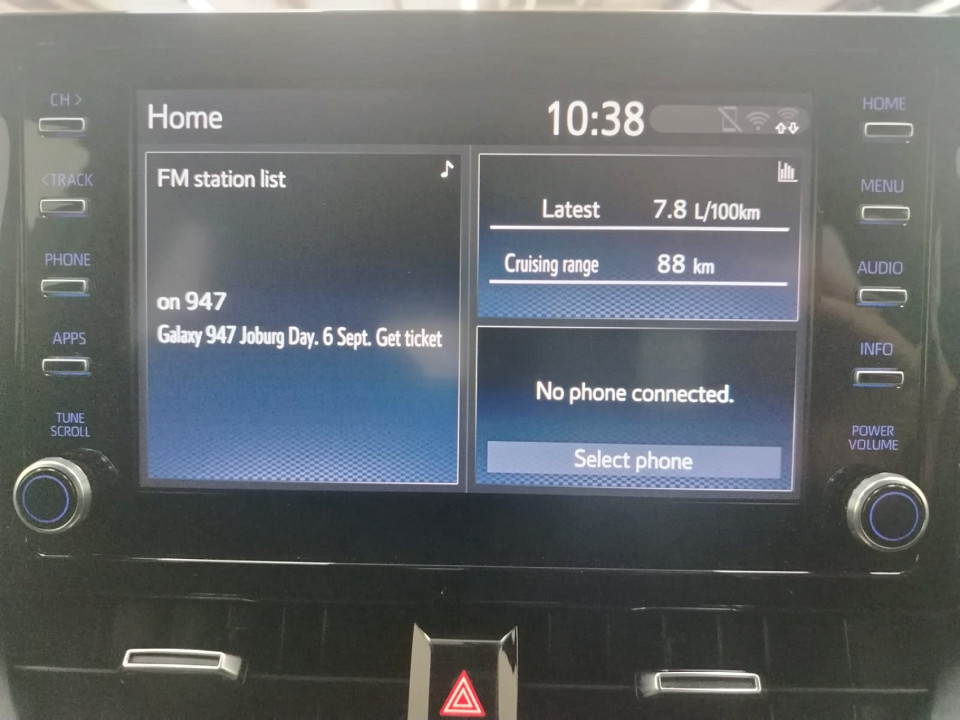 CH >
< TRACK
PHONE
APPS
TUNE
SCROLL
Home
10:38
FM station list
on 947
Galaxy 947 Joburg Day. 6 Sept. Get ticket
Latest 7.8 L/100km
Cruising range 88 km
No phone connected.
Select phone
HOME
MENU
AUDIO
INFO
POWER
VOLUME